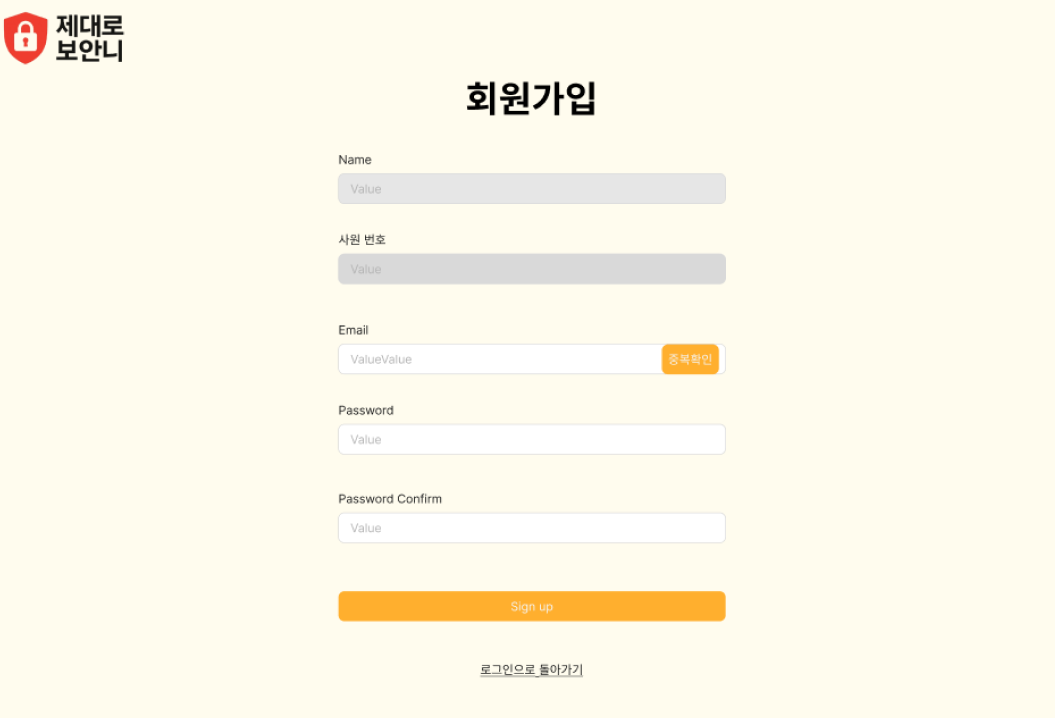 제대로
보안니
회원가입
Name
Value
사원 번호
Value
Email
ValueValue
중복확인
Password
Value
Password Confirm
Value
Sign up
로그인으로 돌아가기